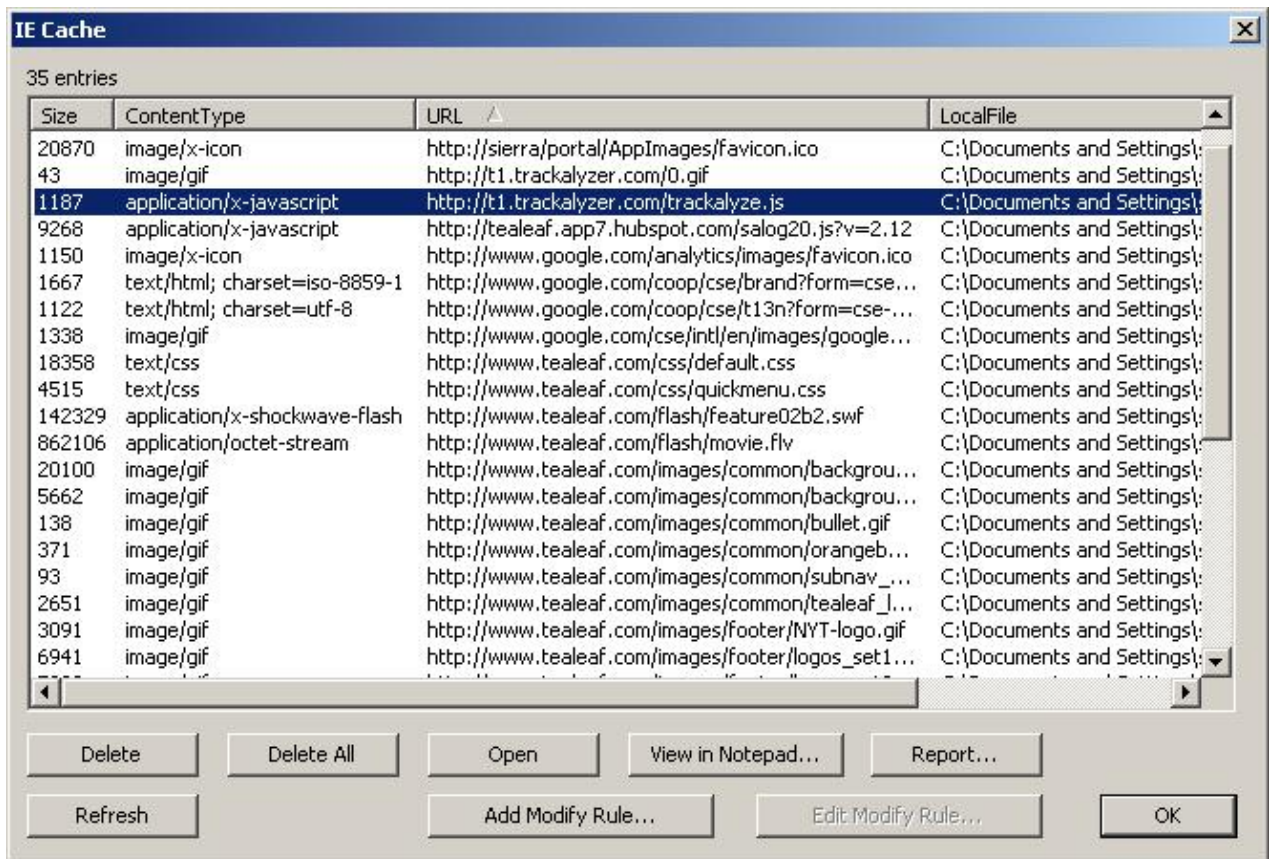 IE Cache
35 entries
Size ContentType URL LocalFile
20870 image/x-icon http://sierra/portal/AppImages/favicon.ico C:\Documents and Settings\
43 image/gif http://t1.trackalyzer.com/0.gif C:\Documents and Settings\
1187 application/x-javascript http://t1.trackalyzer.com/trackalyze.js C:\Documents and Settings\
9268 application/x-javascript http://tealeaf.app7.hubspot.com/salog20.js?v=2.12 C:\Documents and Settings\
1150 image/x-icon http://www.google.com/analytics/images/favicon.ico C:\Documents and Settings\
1667 text/html; charset=iso-8859-1 http://www.google.com/coop/cse/brand?form=cse... C:\Documents and Settings\
1122 text/html; charset=utf-8 http://www.google.com/coop/cse/t13n?form=cse-... C:\Documents and Settings\
1338 image/gif http://www.google.com/cse/intl/en/images/google... C:\Documents and Settings\
18358 text/css http://www.tealeaf.com/css/default.css C:\Documents and Settings\
4515 text/css http://www.tealeaf.com/css/quickmenu.css C:\Documents and Settings\
142329 application/x-shockwave-flash http://www.tealeaf.com/flash/feature02b2.swf C:\Documents and Settings\
862106 application/octet-stream http://www.tealeaf.com/flash/movie.flv C:\Documents and Settings\
20100 image/gif http://www.tealeaf.com/images/common/backgrou... C:\Documents and Settings\
5662 image/gif http://www.tealeaf.com/images/common/backgrou... C:\Documents and Settings\
138 image/gif http://www.tealeaf.com/images/common/bullet.gif C:\Documents and Settings\
371 image/gif http://www.tealeaf.com/images/common/orangeb... C:\Documents and Settings\
93 image/gif http://www.tealeaf.com/images/common/subnav_... C:\Documents and Settings\
2651 image/gif http://www.tealeaf.com/images/common/tealeaf_l... C:\Documents and Settings\
3091 image/gif http://www.tealeaf.com/images/footer/NYT-logo.gif C:\Documents and Settings\
6941 image/gif http://www.tealeaf.com/images/footer/logos_set1... C:\Documents and Settings\
Delete Delete All Open View in Notepad... Report...
Refresh Add Modify Rule... Edit Modify Rule... OK